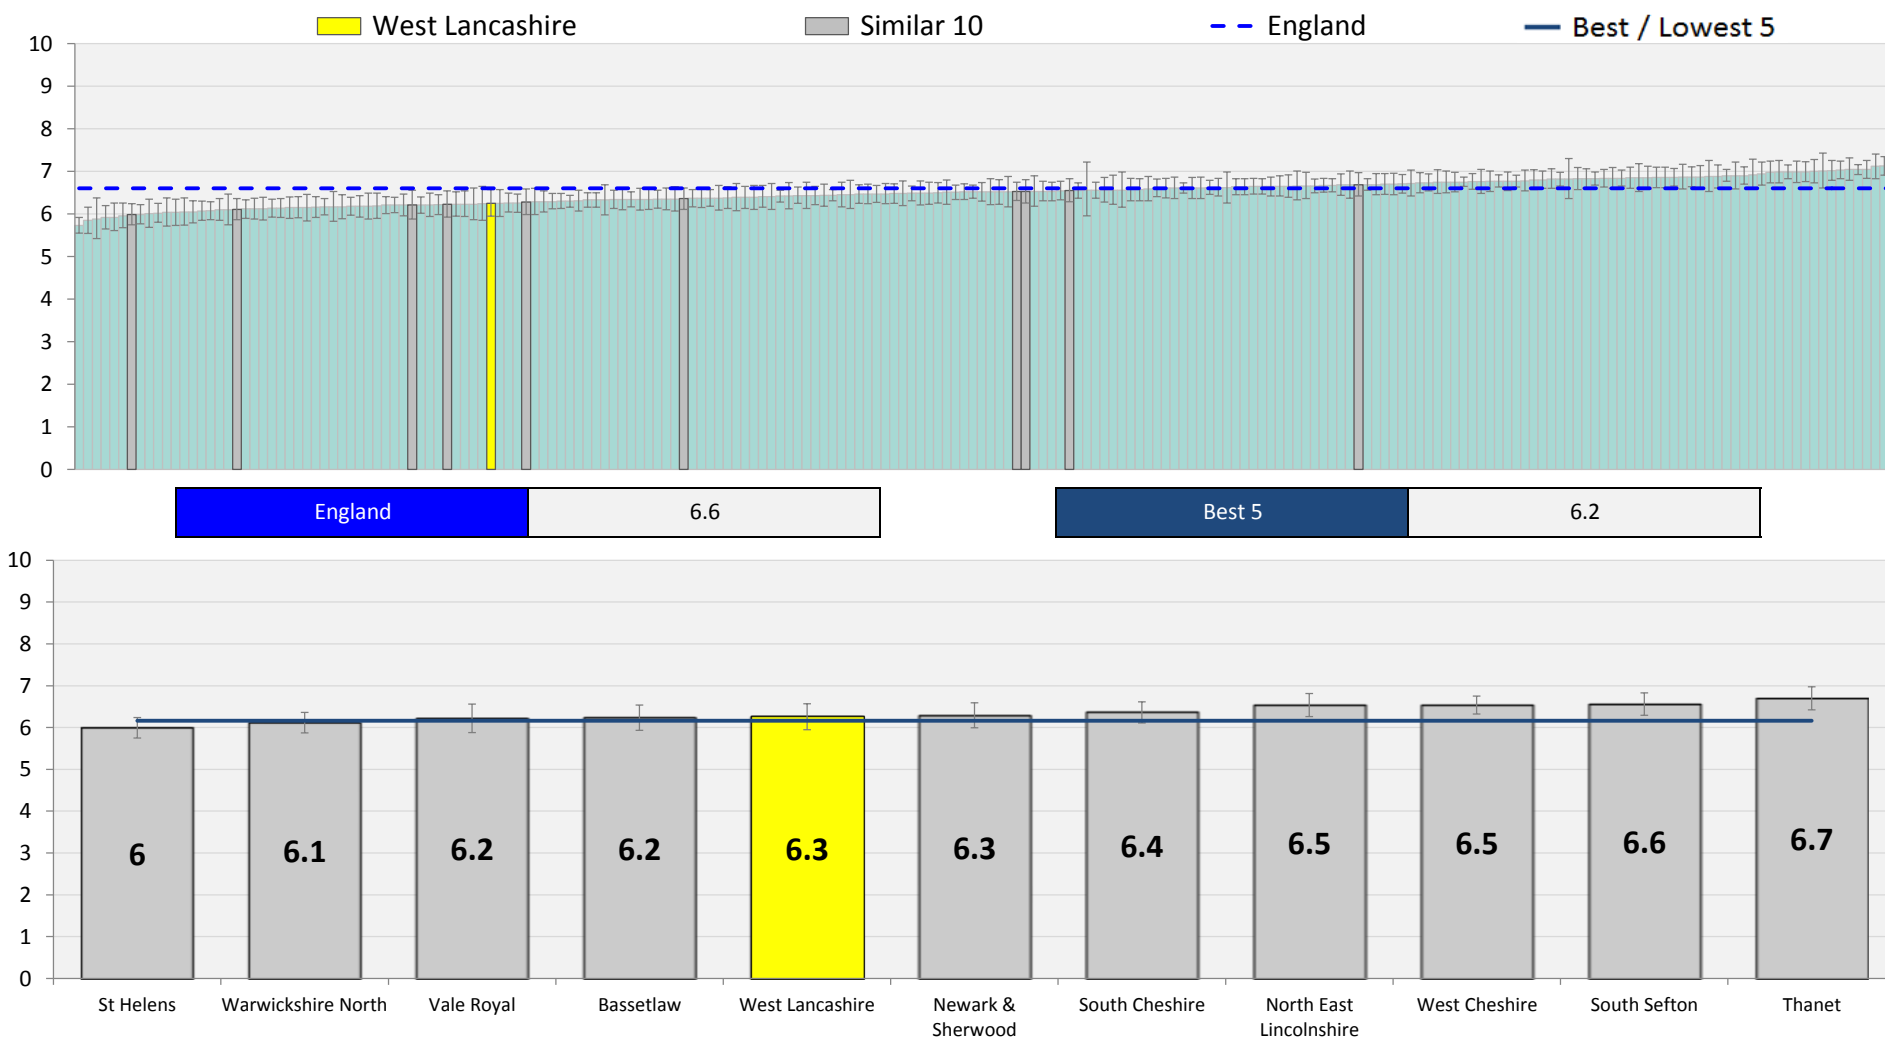 West Lancashire
Similar 10
England
Best / Lowest 5
10
9
8
7
6
5
4
3
2
1
0
England 6.6
Best 5 6.2
10
9
8
7
6
5
4
3
2
1
0
6 6.1 6.2 6.2 6.3 6.3 6.4 6.5 6.5 6.6 6.7
St Helens
Warwickshire North
Vale Royal
Bassetlaw
West Lancashire
Newark &
Sherwood
South Cheshire
North East
Lincolnshire
West Cheshire
South Sefton
Thanet